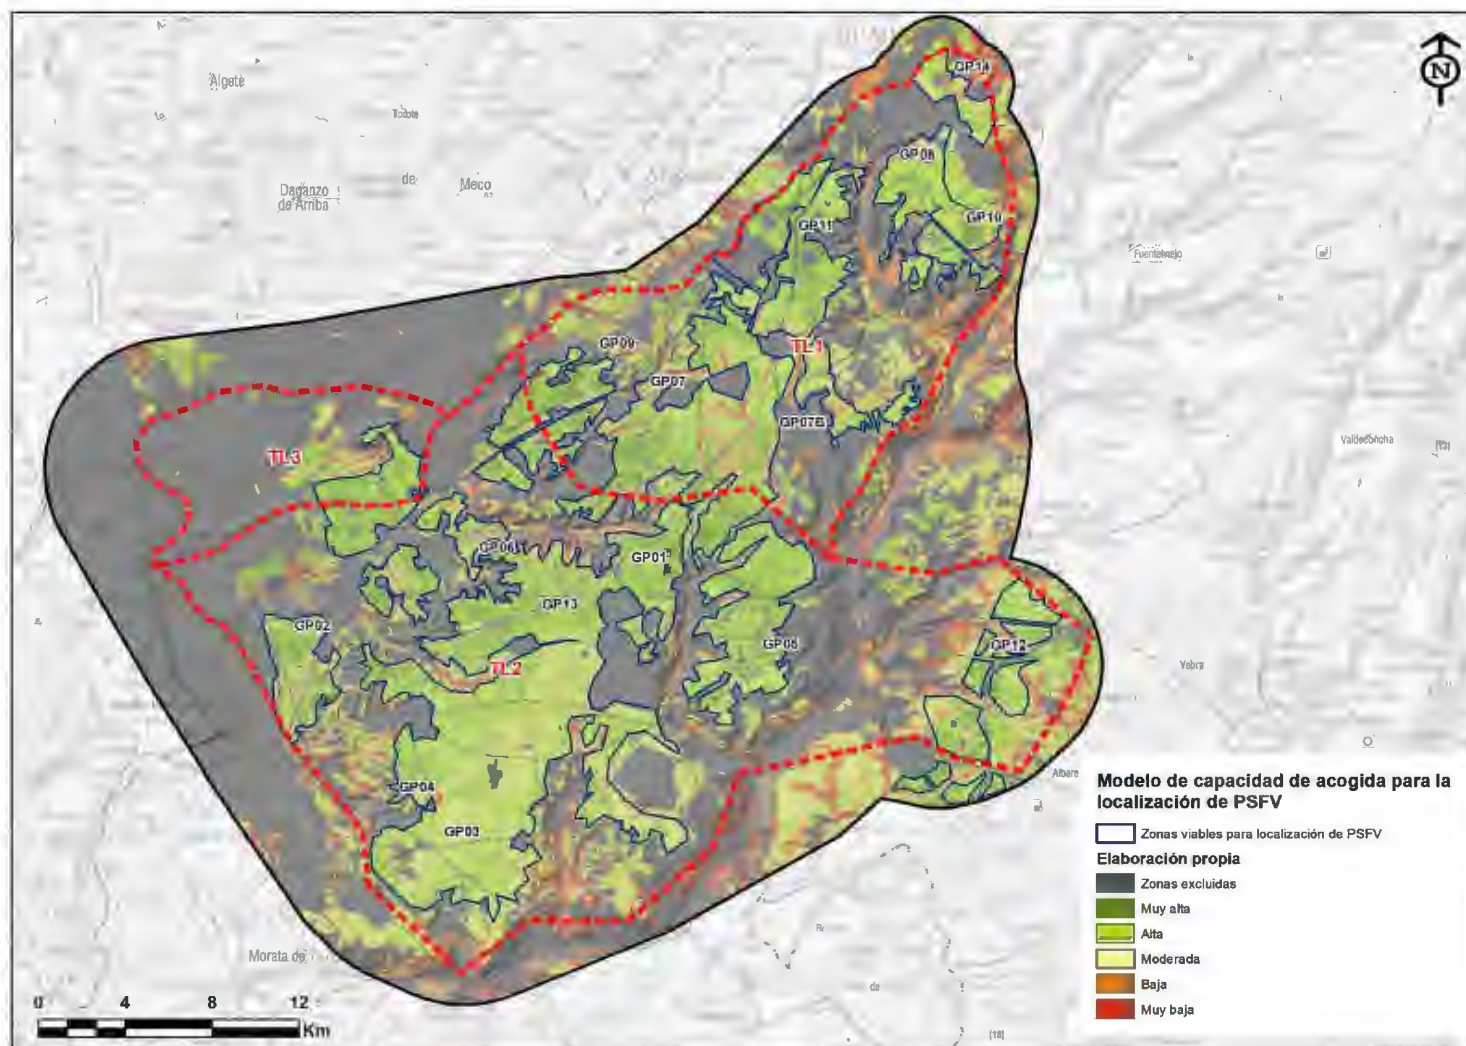 Algete
Meco
de
Daganzo
de Arriba
N
GP14
GP08
GP10
GP11
GP09
TL1
GP07
GP07B
TL3
GP06
GP01
GP13
GP02
GP05
GP12
TL2
GP04
GP03
Yebra
Morata de
de
(18)
0 4 8 12
Km
Modelo de capacidad de acogida para la
localización de PSFV
Zonas viables para localización de PSFV
Elaboración propia
Zonas excluidas
Muy alta
Alta
Moderada
Baja
Muy baja